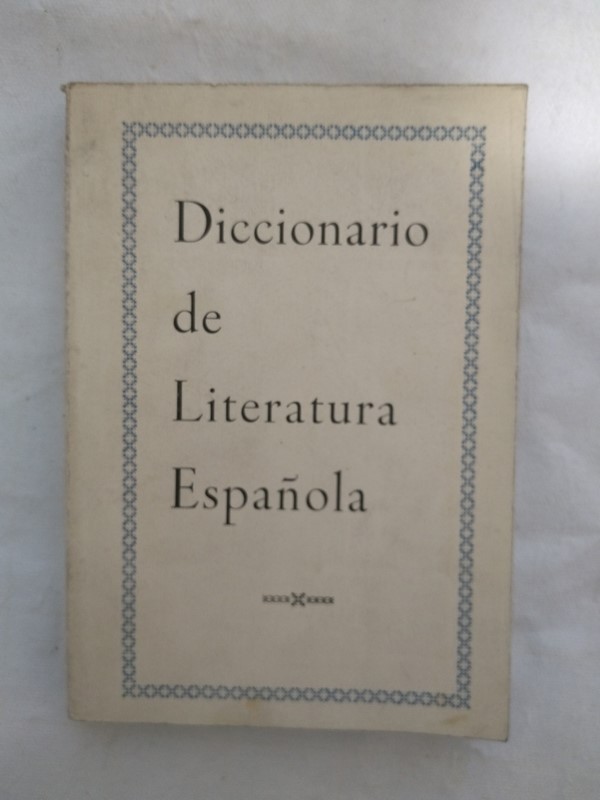 Diccionario
de
Literatura
Española